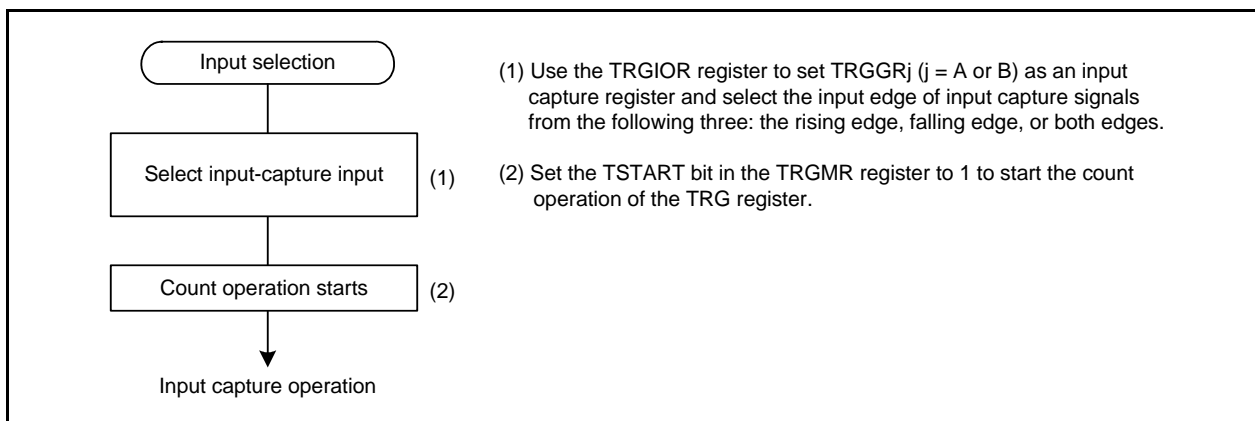 Input selection
Select input-capture input
(1)
Count operation starts
(2)
Input capture operation
(1) Use the TRGIOR register to set TRGGRj (j = A or B) as an input
capture register and select the input edge of input capture signals
from the following three: the rising edge, falling edge, or both edges.
(2) Set the TSTART bit in the TRGMR register to 1 to start the count
operation of the TRG register.